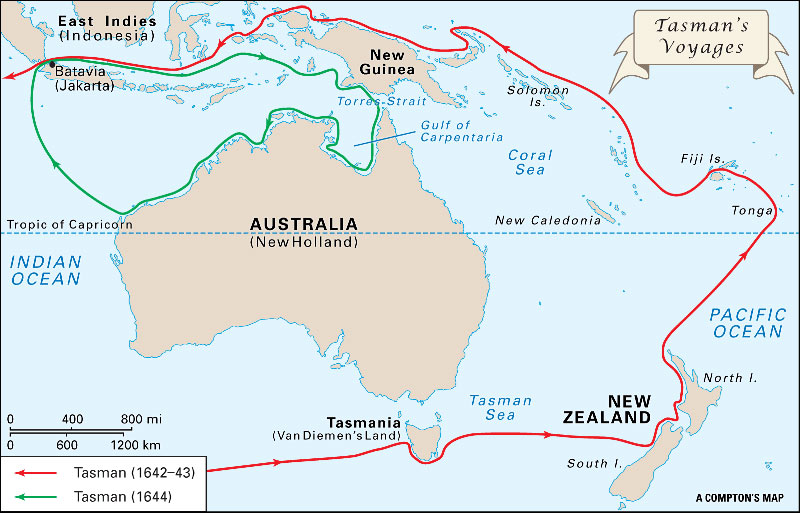 East Indies
(Indonesia)
Tasman's
Voyages
New
Guinea
Batavia
(Jakarta)
Solomon
Is.
Torres Strait
Gulf of
Carpentaria
Coral
Sea
Fiji Is.
Tonga
New Caledonia
Tropic of Capricorn
AUSTRALIA
(New Holland)
INDIAN
OCEAN
PACIFIC
OCEAN
North I.
NEW
ZEALAND
Tasman
Sea
Tasmania
(Van Diemen's Land)
South I.
0 400 800 mi
0 600 1200 km
Tasman (1642–43)
Tasman (1644)
A COMPTON'S MAP